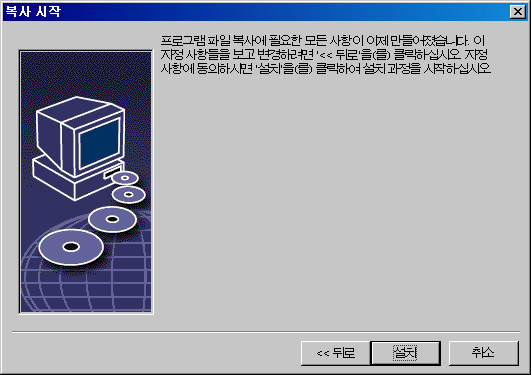 복사 시작
프로그램 파일 복사에 필요한 모든 사항이 이제 만들어졌습니다. 이
지정 사항들을 보고 변경하려면 '<< 뒤로'을(를) 클릭하십시오. 지정
사항에 동의하시면 '설치'을(를) 클릭하여 설치 과정을 시작하십시오.
<< 뒤로
설치
취소